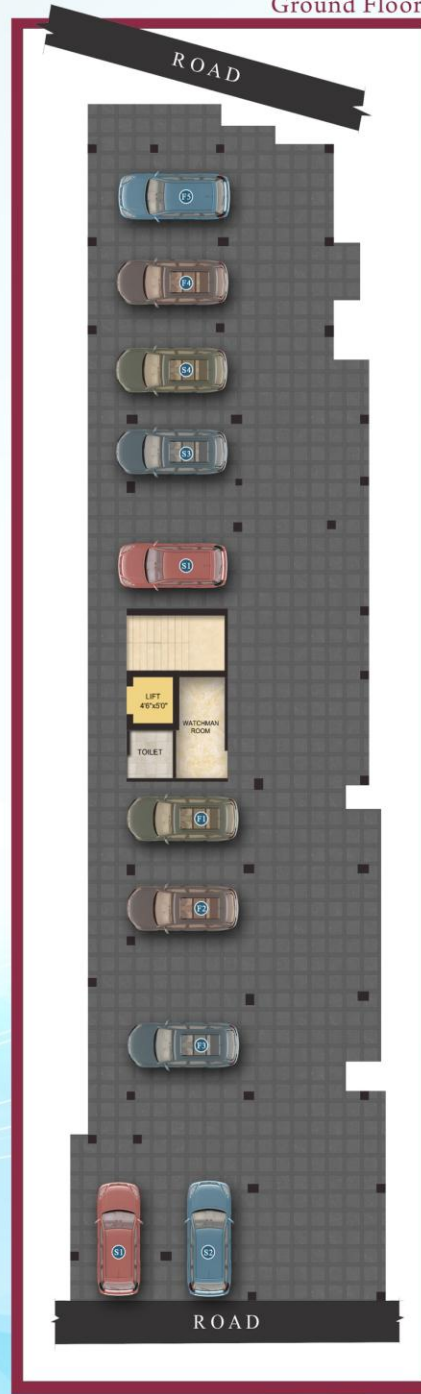 Ground Floor
ROAD
F5
F4
S4
S3
S1
LIFT
4'6"x5'0"
WATCHMAN
ROOM
TOILET
F1
F2
F3
S1
S2
ROAD